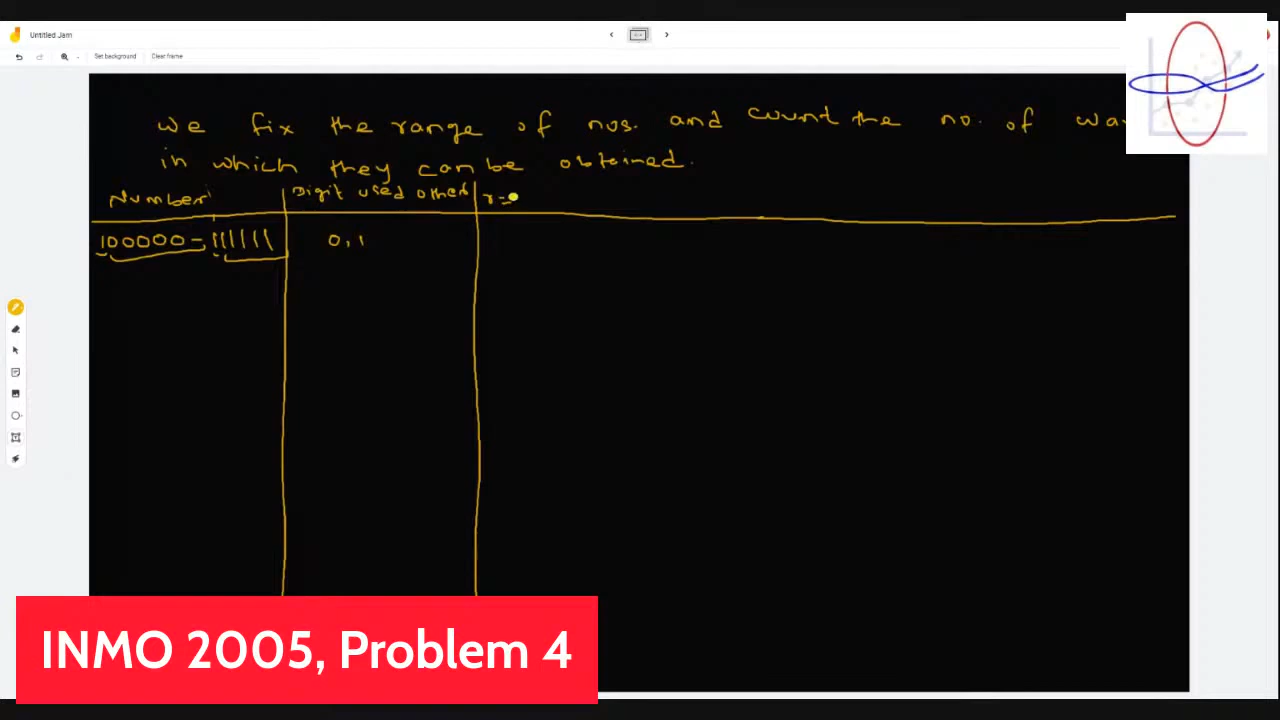 Untitled Jam
Set background
Clear frame
We fix the range of nos. and count the no. of
in which they can be obtained.
Number Digit used other r=
100000 - 111111 0, 1
INMO 2005, Problem 4